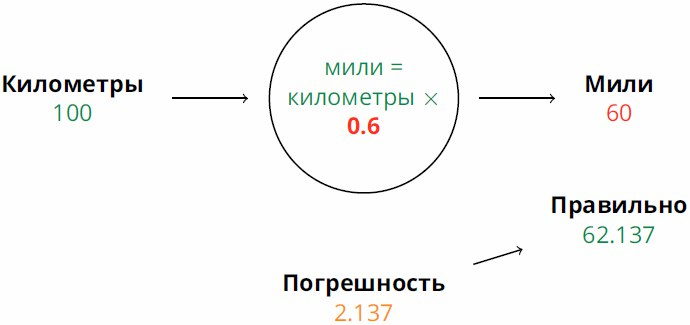 Километры
100
мили =
километры ×
0.6
Мили
60
Правильно
62.137
Погрешность
2.137